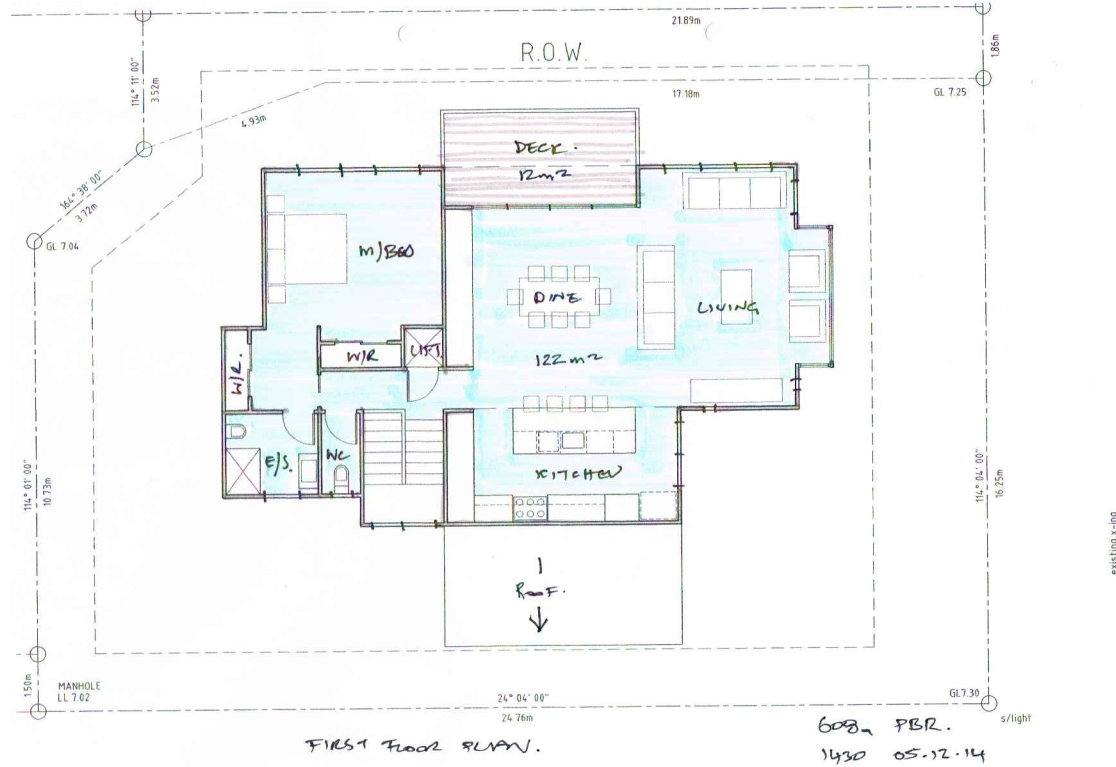 21.89m
R.O.W.
1.86m
114° 11' 00"
3.52m
17.18m
GL 7.25
4.93m
DECK.
12m2
164° 38' 00"
3.72m
GL 7.04
M/BED
DINE
LIVING
W/R
LIFT.
122m2
W/R.
E/S.
WC
KITCHEN
114° 01' 00"
10.73m
114° 04' 00"
16.25m
existing x-ing
ROOF.
1.50m
MANHOLE
LL 7.02
24° 04' 00"
24.76m
GL7.30
s/light
FIRST FLOOR PLAN.
PBR.
1430 05.12.14